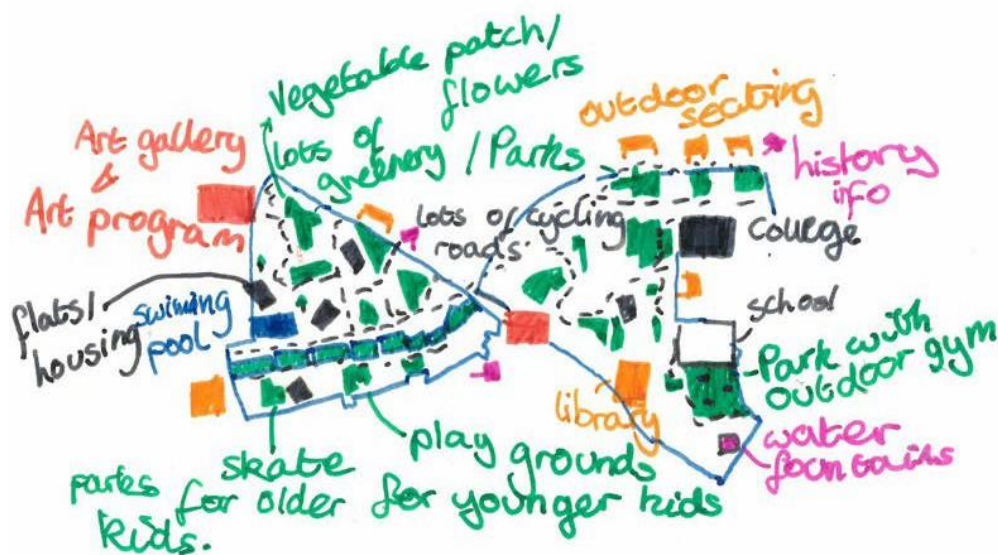 Vegetable patch/
flowers
lots of
greenery / Parks
outdoor
seating
history
info
Art gallery
&
Art program
lots of cycling
roads
college
flats/
housing
swiming
pool
school
Park with
outdoor gym
library
water
fountails
play grounds
for younger kids
skate
parks for older
kids.